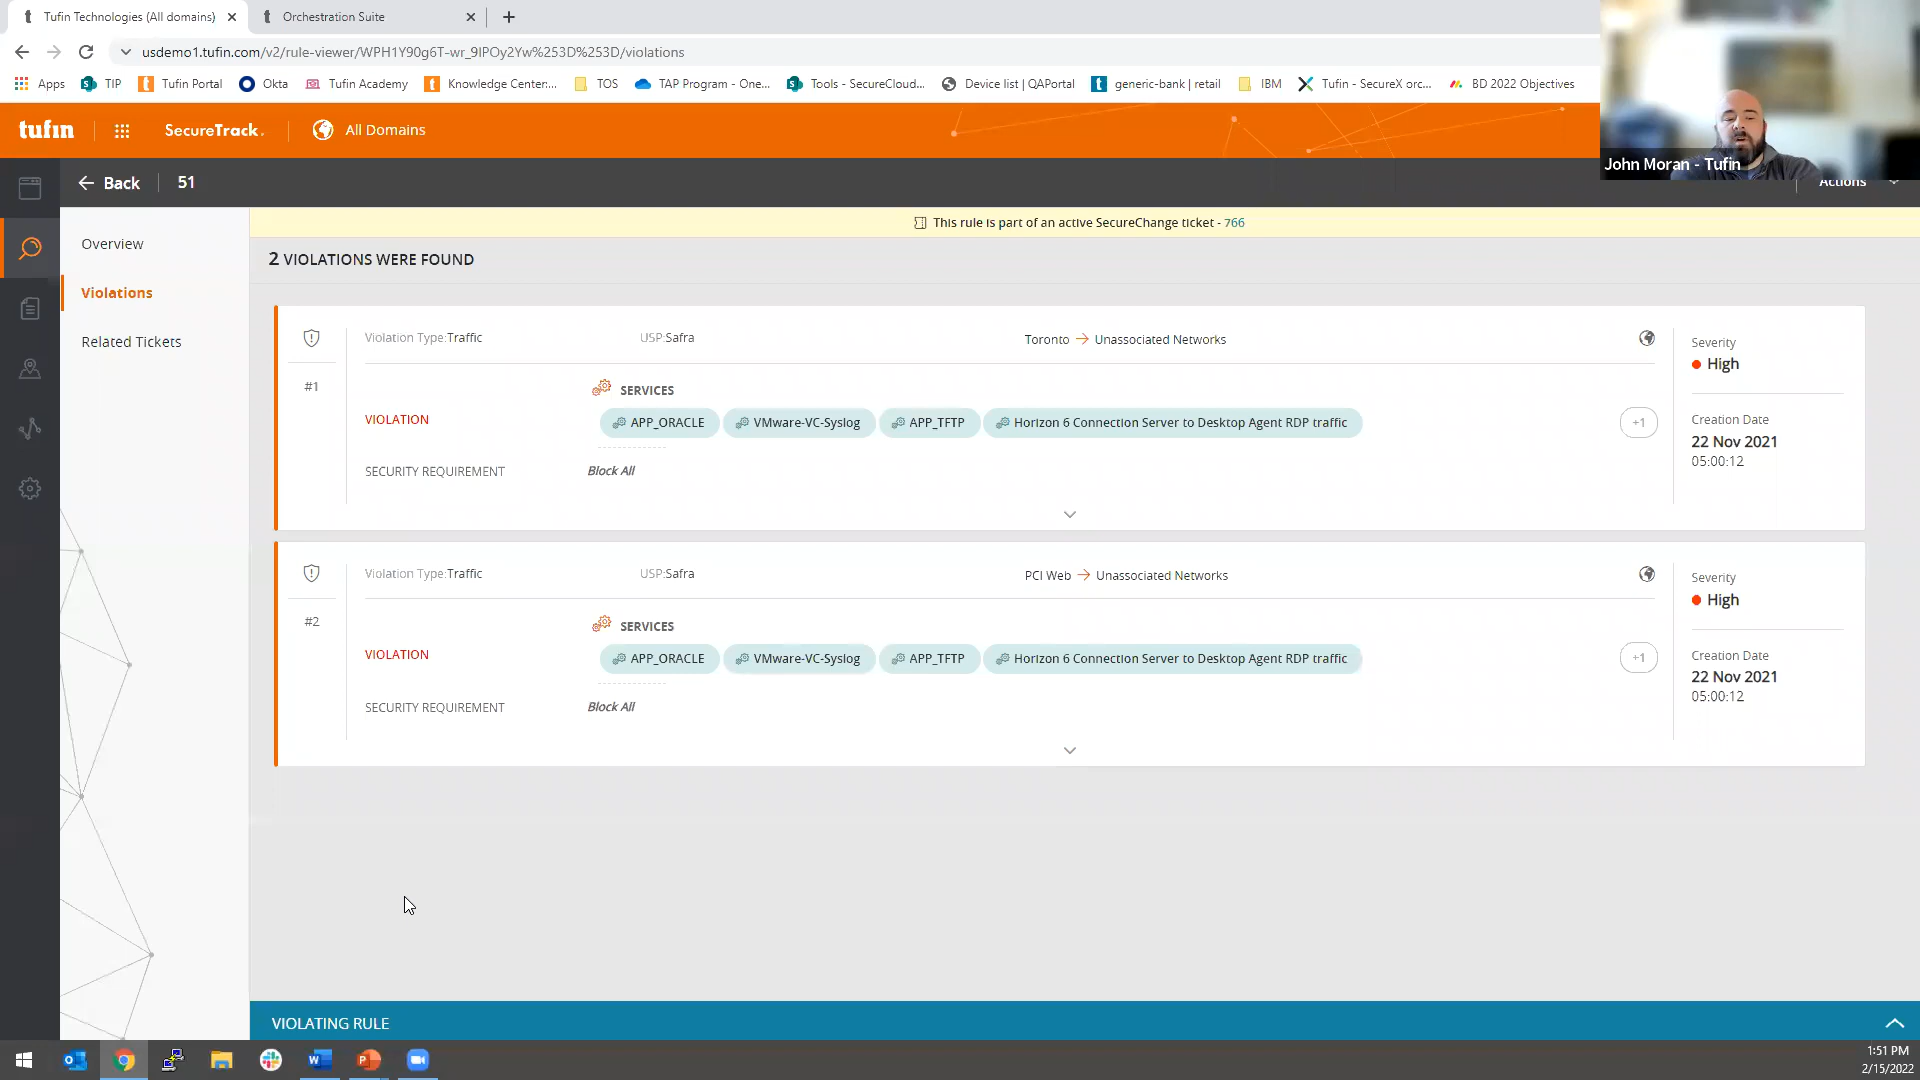 Tufin Technologies (All domains)
Orchestration Suite
usdemo1.tufin.com/v2/rule-viewer/WPH1Y90g6T-wr_9IPOy2Yw%253D%253D/violations
Apps
TIP
Tufin Portal
Okta
Tufin Academy
Knowledge Center:...
TOS
TAP Program - One...
Tools - SecureCloud...
Device list | QAPortal
generic-bank | retail
IBM
Tufin - SecureX orc...
BD 2022 Objectives
tufin
SecureTrack
All Domains
John Moran - Tufin
Back
51
Actions
Overview
Violations
Related Tickets
This rule is part of an active SecureChange ticket - 766
2 VIOLATIONS WERE FOUND
Violation Type:Traffic
USP:Safra
Toronto → Unassociated Networks
Severity
High
#1
SERVICES
VIOLATION
APP_ORACLE
VMware-VC-Syslog
APP_TFTP
Horizon 6 Connection Server to Desktop Agent RDP traffic
+1
Creation Date
22 Nov 2021
05:00:12
SECURITY REQUIREMENT
Block All
Violation Type:Traffic
USP:Safra
PCI Web → Unassociated Networks
Severity
High
#2
SERVICES
VIOLATION
APP_ORACLE
VMware-VC-Syslog
APP_TFTP
Horizon 6 Connection Server to Desktop Agent RDP traffic
+1
Creation Date
22 Nov 2021
05:00:12
SECURITY REQUIREMENT
Block All
VIOLATING RULE
1:51 PM
2/15/2022